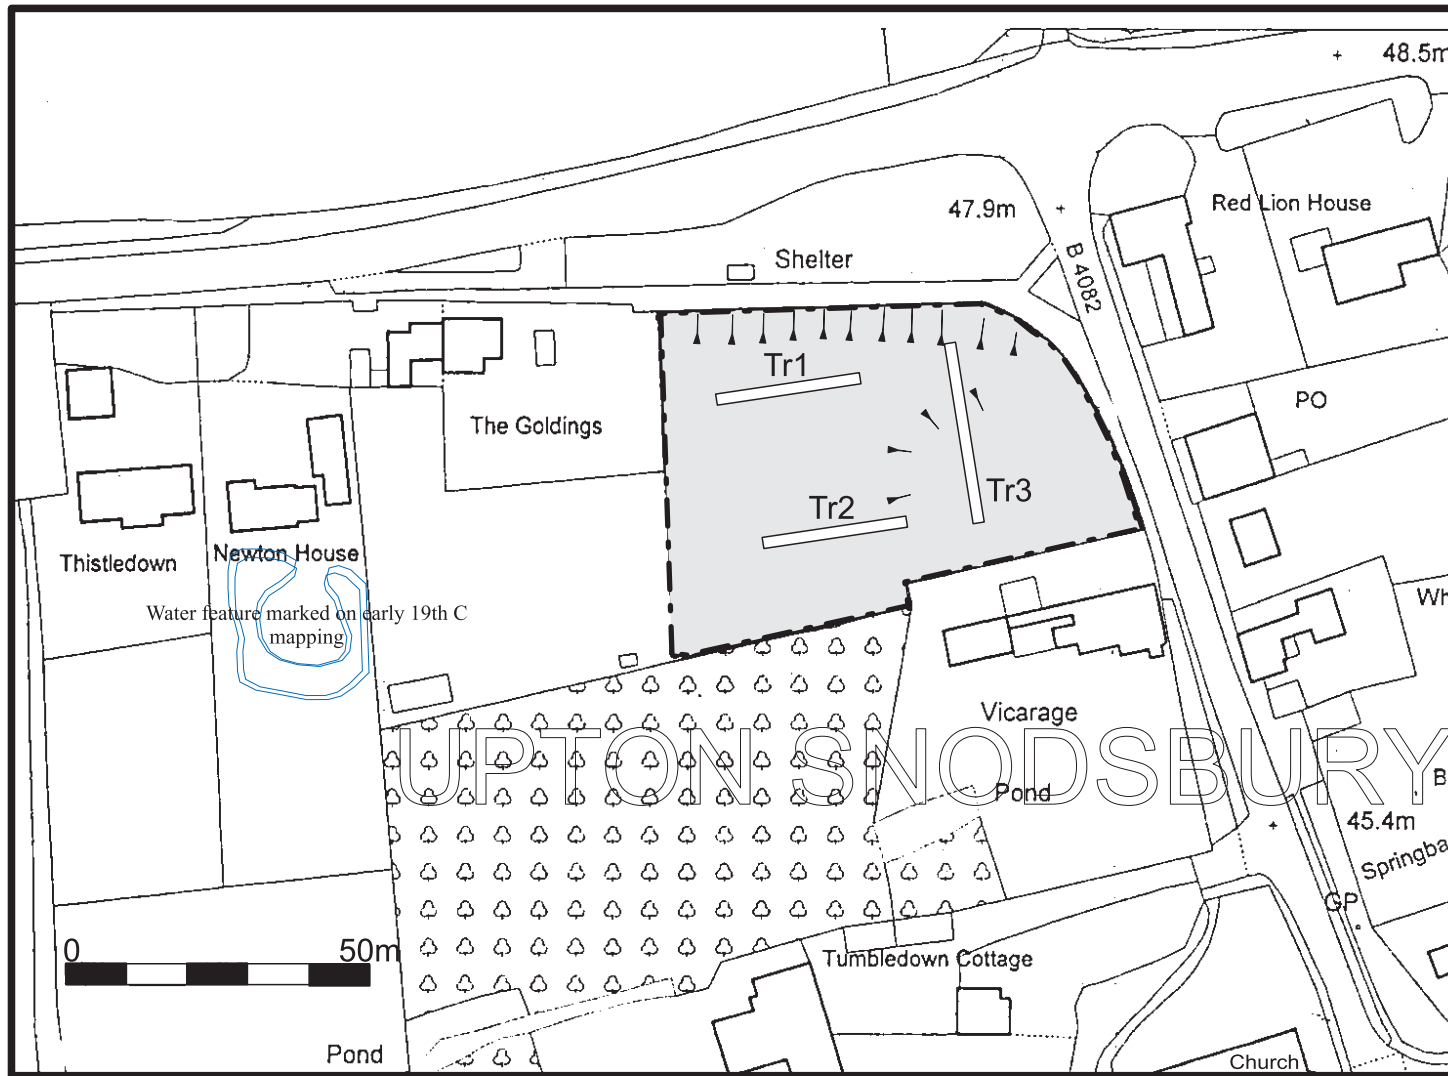 48.5m
47.9m
Red Lion House
Shelter
B 4082
Tr1
PO
The Goldings
Tr3
Tr2
Newton House
Thistledown
Water feature marked on early 19th C
mapping
Wh
Vicarage
UPTON SNODSBURY
B
Pond
45.4m
Springba
GP
0
50m
Tumbledown Cottage
Pond
Church